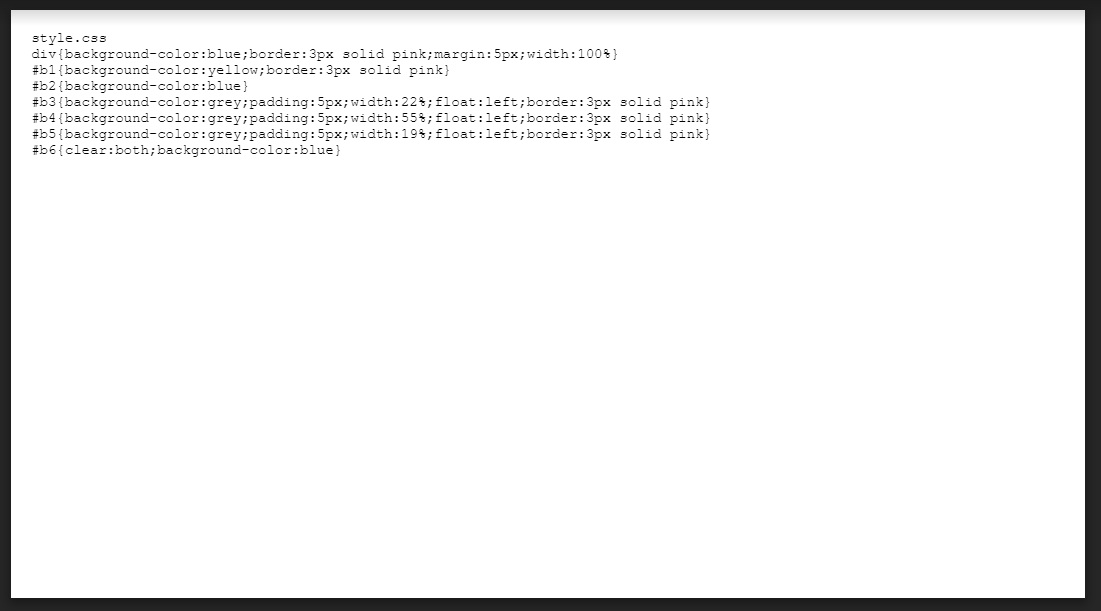 style.css
div{background-color:blue;border:3px solid pink;margin:5px;width:100%}
#b1{background-color:yellow;border:3px solid pink}
#b2{background-color:blue}
#b3{background-color:grey;padding:5px;width:22%;float:left;border:3px solid pink}
#b4{background-color:grey;padding:5px;width:55%;float:left;border:3px solid pink}
#b5{background-color:grey;padding:5px;width:19%;float:left;border:3px solid pink}
#b6{clear:both;background-color:blue}